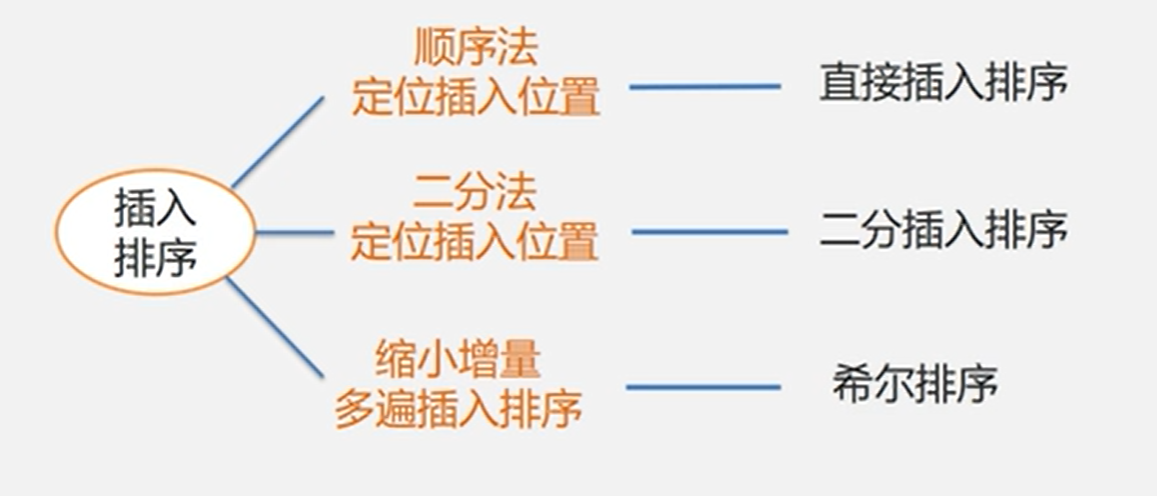 顺序法
定位插入位置
直接插入排序
插入
排序
二分法
定位插入位置
二分插入排序
缩小增量
多遍插入排序
希尔排序